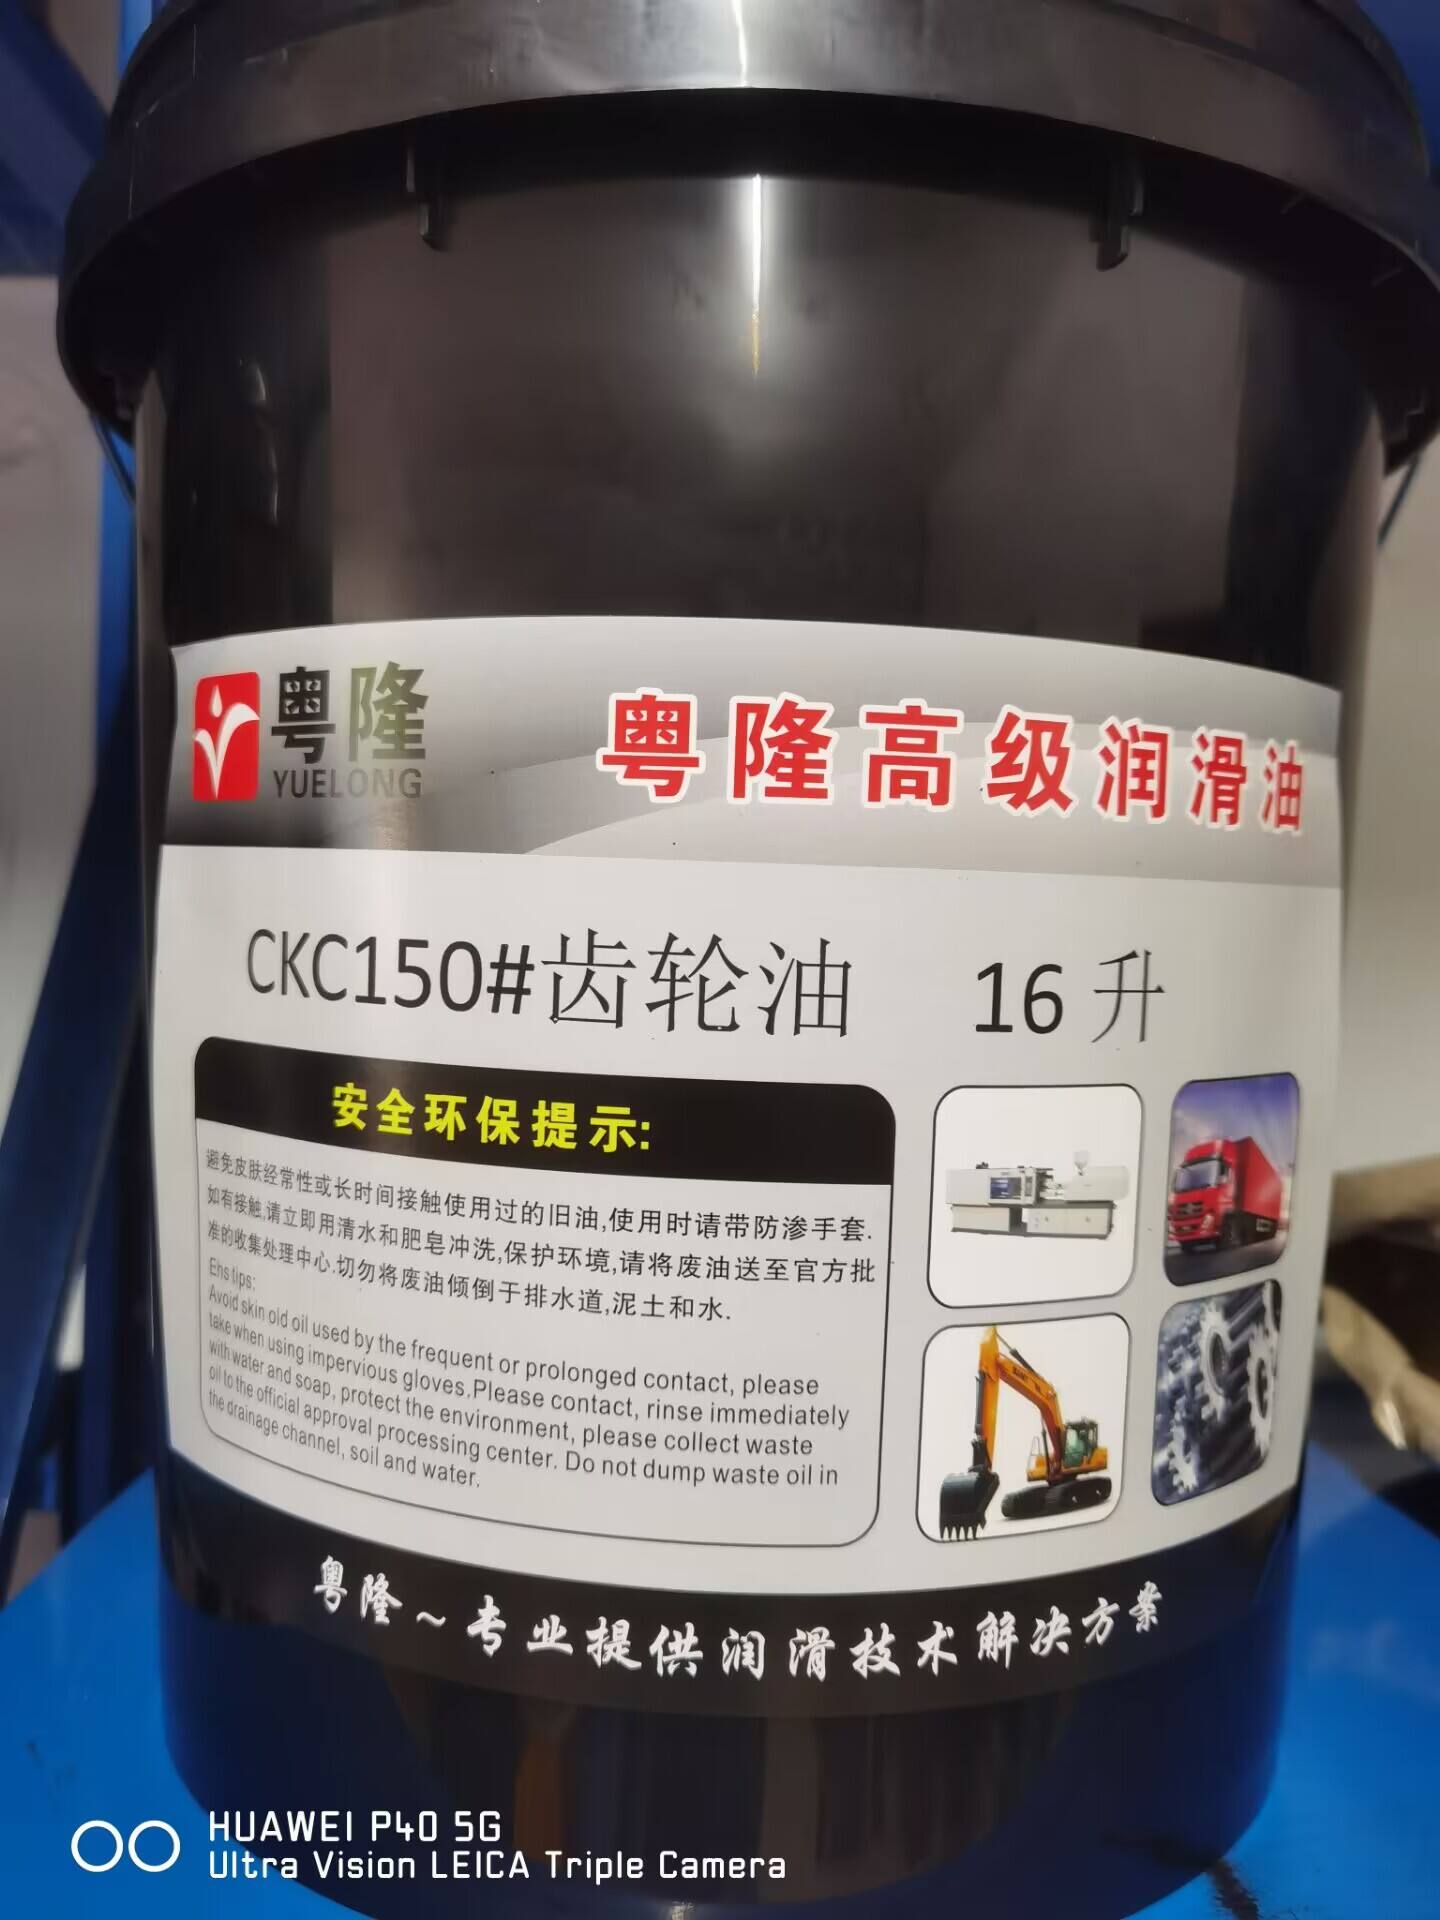 粤隆
YUELONG
粤隆高级润滑油
CKC150#齿轮油 16升
安全环保提示:
避免皮肤经常性或长时间接触使用过的旧油,使用时请带防渗手套.
如有接触,请立即用清水和肥皂冲洗,保护环境,请将废油送至官方批
准的收集处理中心.切勿将废油倾倒于排水道,泥土和水.
Ehs tips:
Avoid skin old oil used by the frequent or prolonged contact, please
take when using impervious gloves.Please contact, rinse immediately
with water and soap, protect the environment, please collect waste
oil to the official approval processing center. Do not dump waste oil in
the drainage channel, soil and water.
粤隆~专业提供润滑技术解决方案
HUAWEI P40 5G
Ultra Vision LEICA Triple Camera